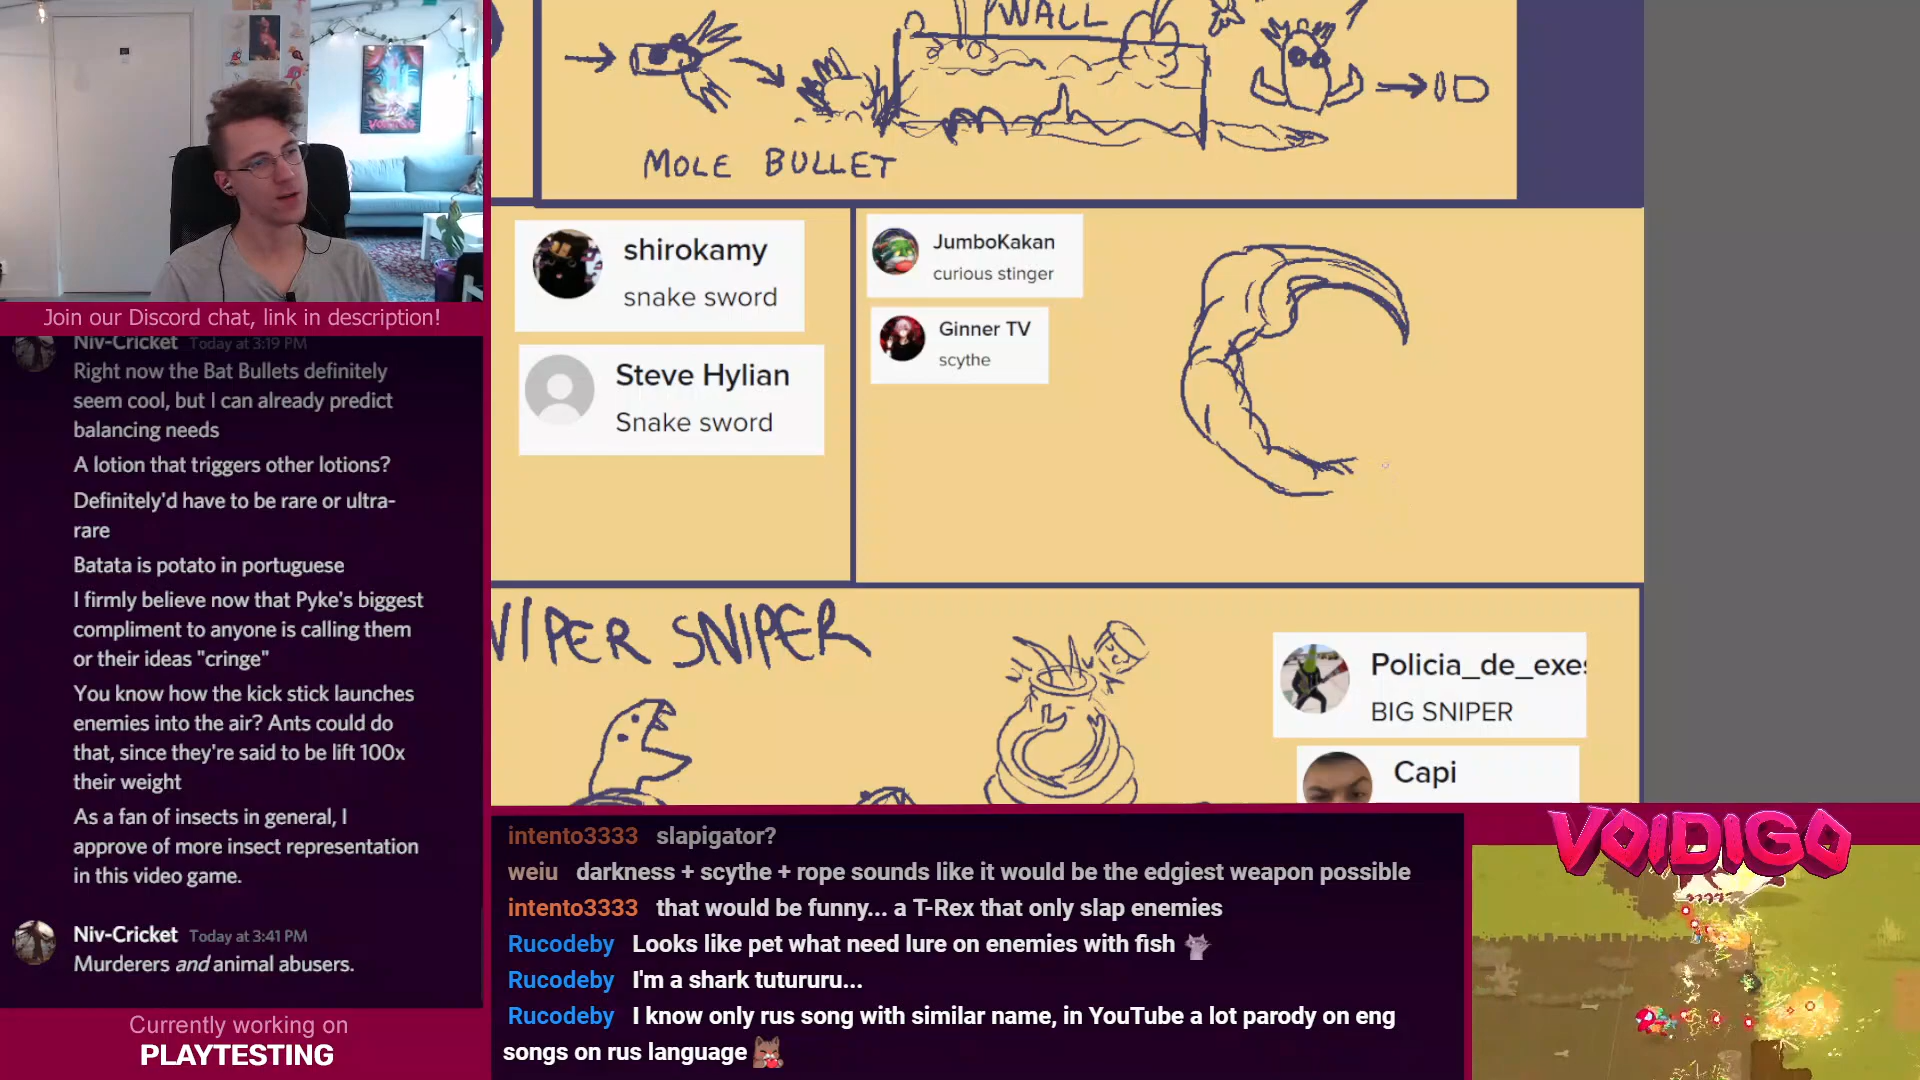 WALL
MOLE BULLET
shirokamy
snake sword
JumboKakan
curious stinger
Ginner TV
scythe
Steve Hylian
Snake sword
VIPER SNIPER
Policia_de_exe
BIG SNIPER
Capi
VOIDIGO
Join our Discord chat, link in description!
Niv-Cricket Today at 3:19 PM
Right now the Bat Bullets definitely
seem cool, but I can already predict
balancing needs
A lotion that triggers other lotions?
Definitely'd have to be rare or ultra-
rare
Batata is potato in portuguese
I firmly believe now that Pyke's biggest
compliment to anyone is calling them
or their ideas "cringe"
You know how the kick stick launches
enemies into the air? Ants could do
that, since they're said to be lift 100x
their weight
As a fan of insects in general, I
approve of more insect representation
in this video game.
Niv-Cricket Today at 3:41 PM
Murderers and animal abusers.
Currently working on
PLAYTESTING
intento3333 slapigator?
weiu darkness + scythe + rope sounds like it would be the edgiest weapon possible
intento3333 that would be funny... a T-Rex that only slap enemies
Rucodeby Looks like pet what need lure on enemies with fish
Rucodeby I'm a shark tutururu...
Rucodeby I know only rus song with similar name, in YouTube a lot parody on eng
songs on rus language
VOIDIGO